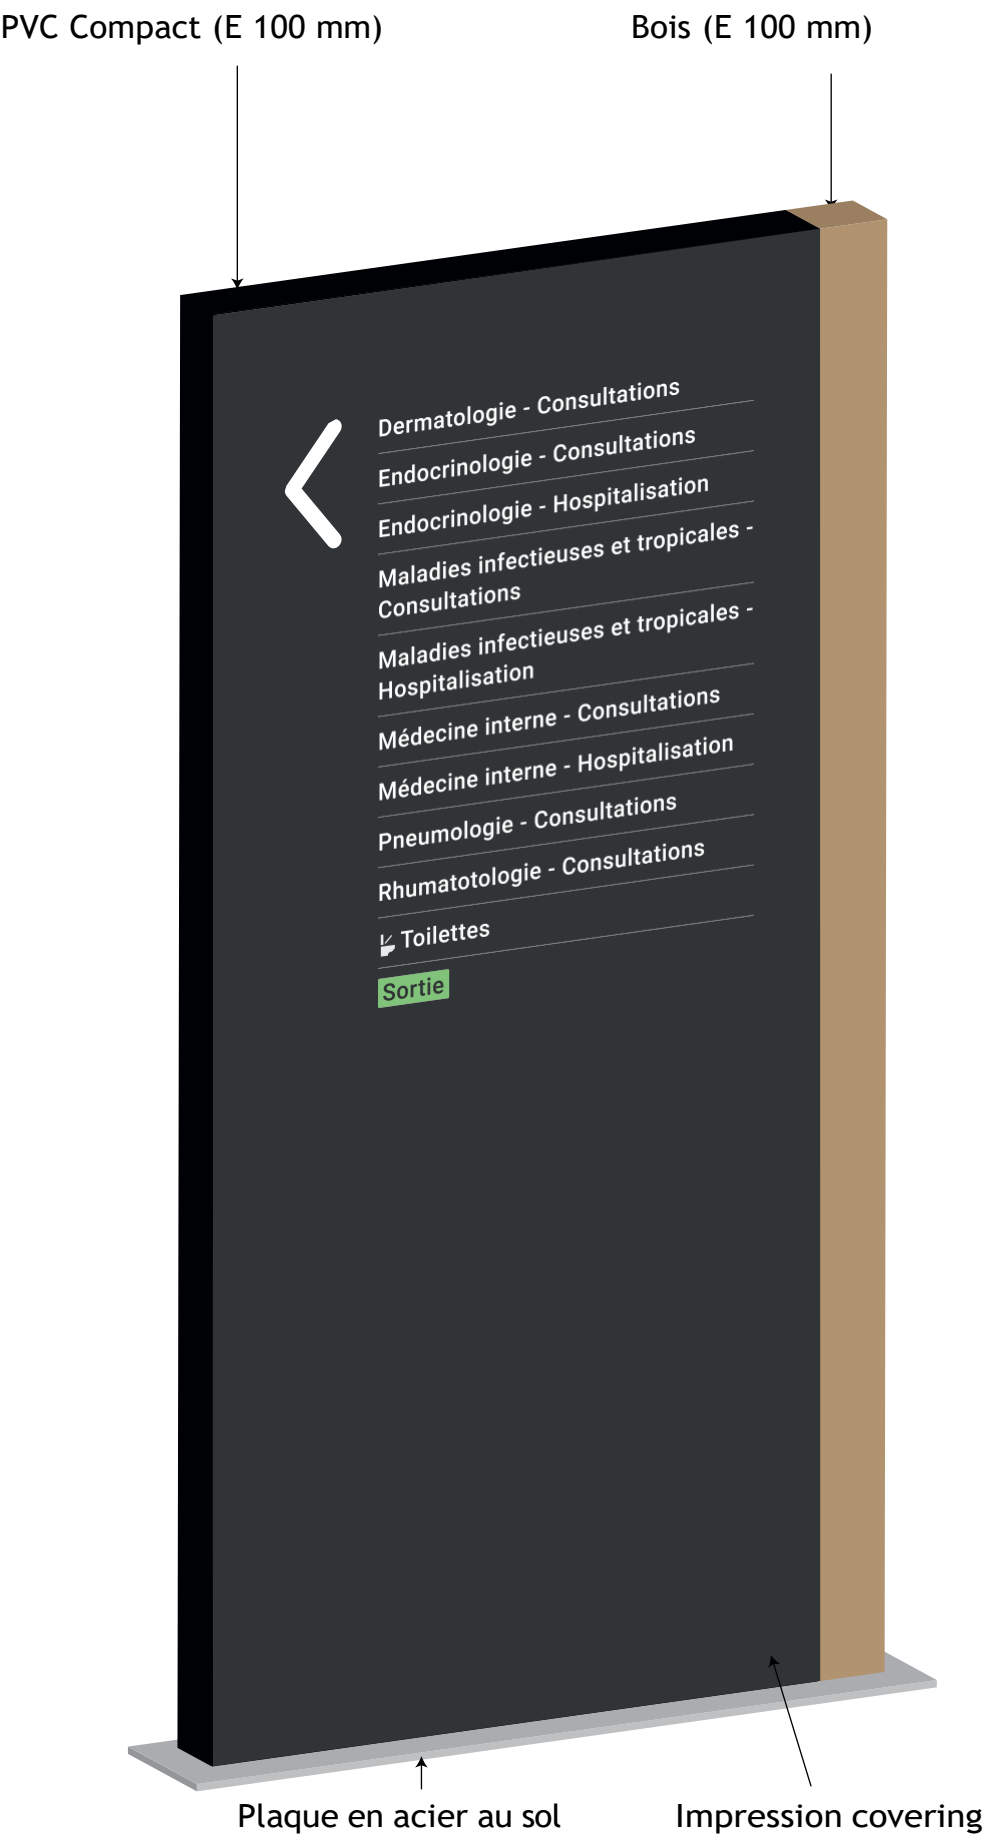 PVC Compact (E 100 mm)
Bois (E 100 mm)
Dermatologie - Consultations
Endocrinologie - Consultations
Endocrinologie - Hospitalisation
Maladies infectieuses et tropicales -
Consultations
Maladies infectieuses et tropicales -
Hospitalisation
Médecine interne - Consultations
Médecine interne - Hospitalisation
Pneumologie - Consultations
Rhumatotologie - Consultations
Toilettes
Sortie
Plaque en acier au sol
Impression covering